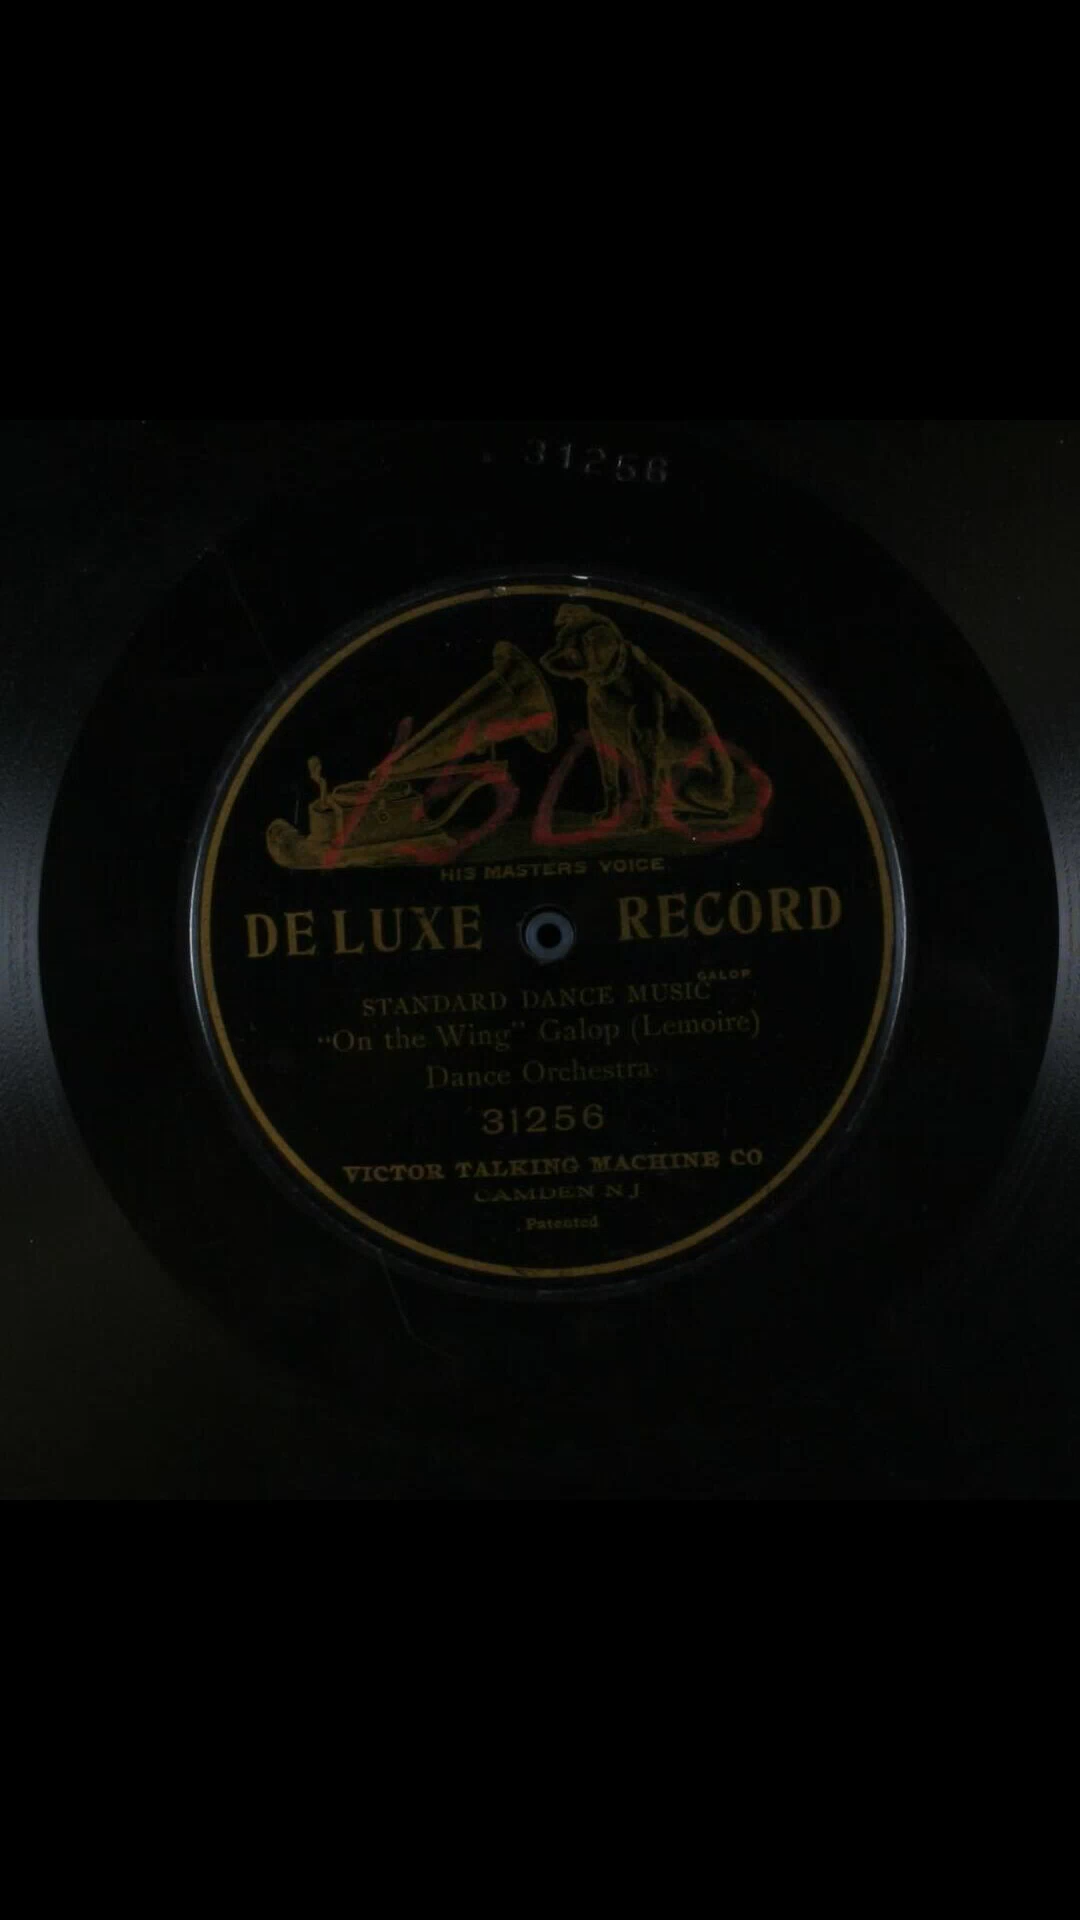 31256
1500
HIS MASTERS VOICE
DE LUXE RECORD
GALOP
STANDARD DANCE MUSIC
"On the Wing" Galop (Lemoire)
Dance Orchestra
31256
VICTOR TALKING MACHINE CO
CAMDEN N J
Patented